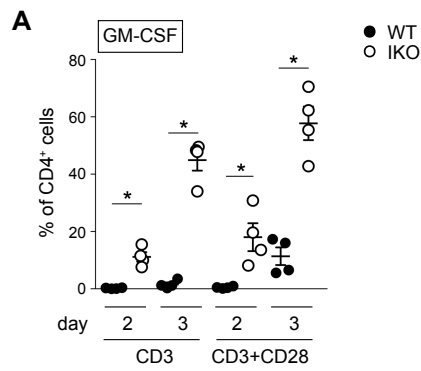 A
GM-CSF
WT
IKO
% of CD4⁺ cells
80
60
40
20
0
* * * *
day 2 3 2 3
CD3 CD3+CD28